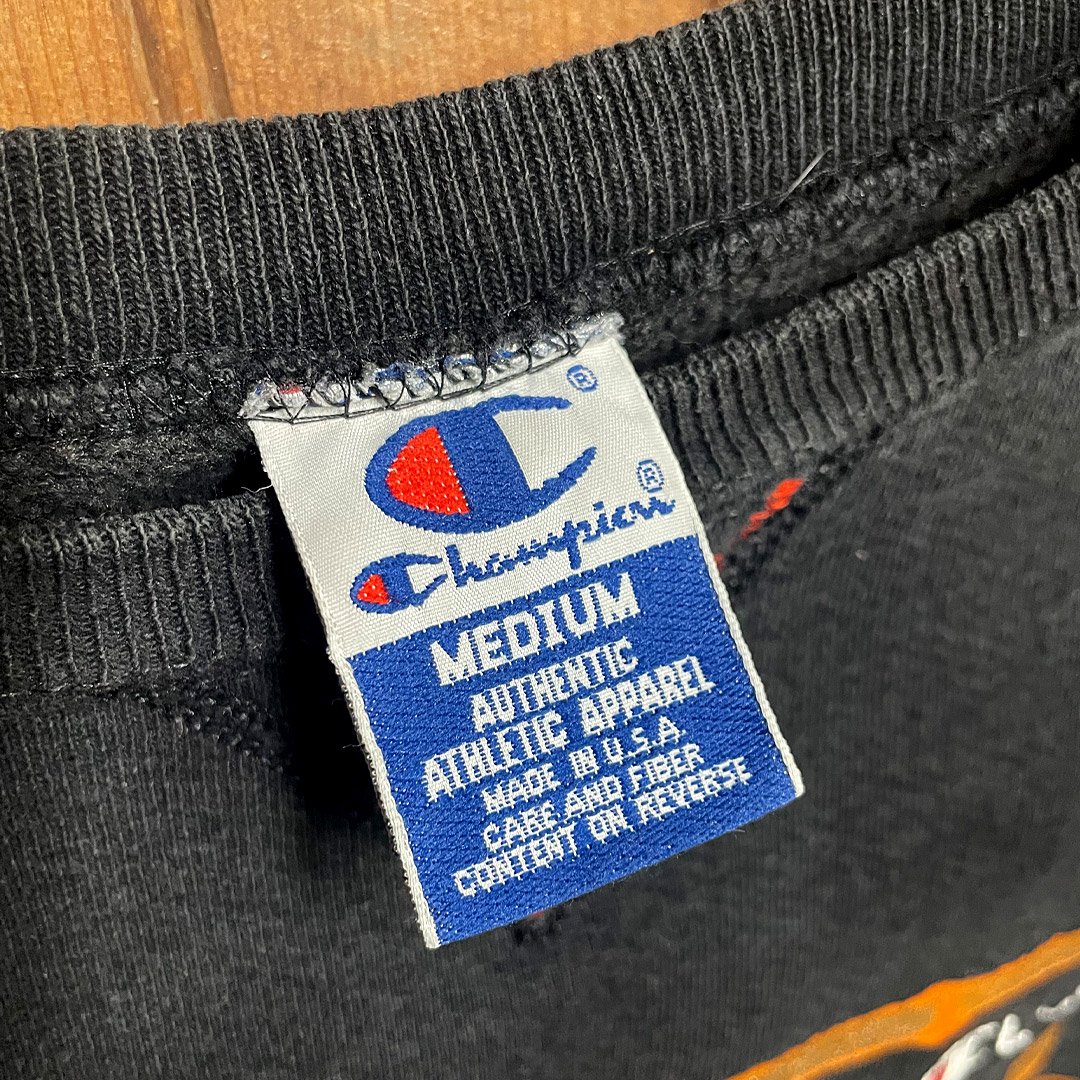 ®
®
Champion
MEDIUM
AUTHENTIC
ATHLETIC APPAREL
MADE IN U.S.A.
CARE AND FIBER
CONTENT ON REVERSE